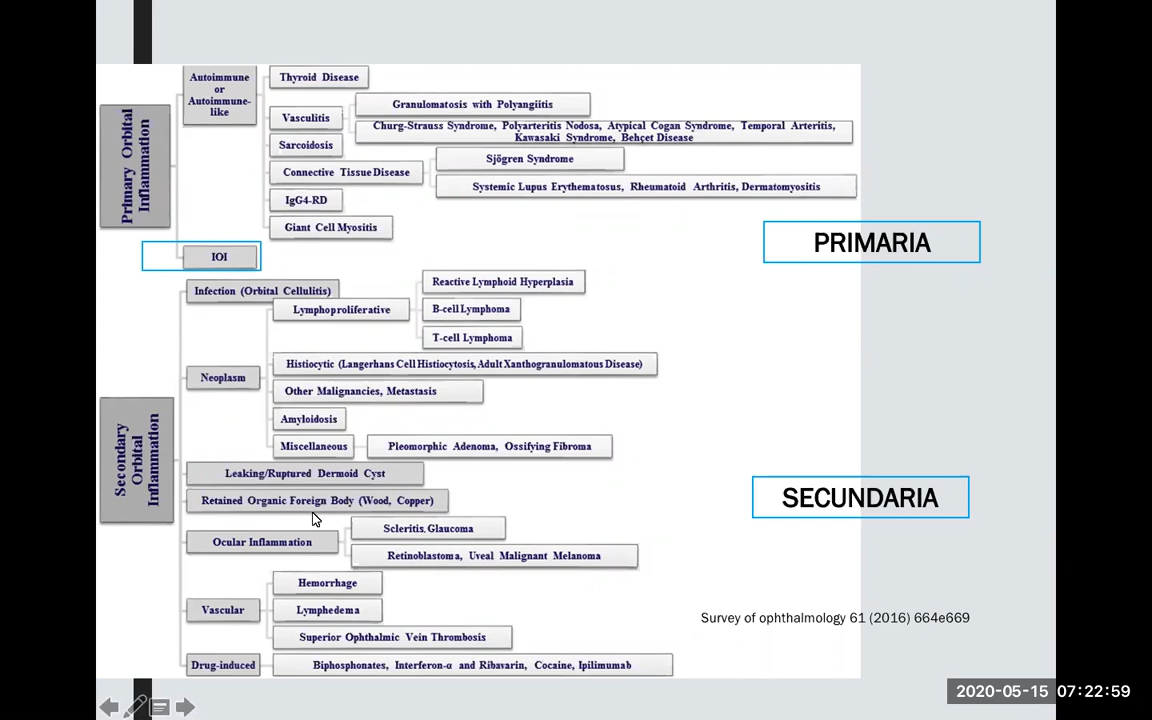 Primary Orbital
Inflammation
Autoimmune
or
Autoimmune-
like
Thyroid Disease
Vasculitis
Granulomatosis with Polyangiitis
Churg-Strauss Syndrome, Polyarteritis Nodosa, Atypical Cogan Syndrome, Temporal Arteritis,
Kawasaki Syndrome, Behçet Disease
Sarcoidosis
Connective Tissue Disease
Sjögren Syndrome
Systemic Lupus Erythematosus, Rheumatoid Arthritis, Dermatomyositis
IgG4-RD
Giant Cell Myositis
IOI
PRIMARIA
Secondary
Orbital
Inflammation
Infection (Orbital Cellulitis)
Neoplasm
Lymphoproliferative
Reactive Lymphoid Hyperplasia
B-cell Lymphoma
T-cell Lymphoma
Histiocytic (Langerhans Cell Histiocytosis, Adult Xanthogranulomatous Disease)
Other Malignancies, Metastasis
Amyloidosis
Miscellaneous
Pleomorphic Adenoma, Ossifying Fibroma
Leaking/Ruptured Dermoid Cyst
Retained Organic Foreign Body (Wood, Copper)
Ocular Inflammation
Scleritis, Glaucoma
Retinoblastoma, Uveal Malignant Melanoma
Vascular
Hemorrhage
Lymphedema
Superior Ophthalmic Vein Thrombosis
Drug-induced
Biphosphonates, Interferon-α and Ribavarin, Cocaine, Ipilimumab
SECUNDARIA
Survey of ophthalmology 61 (2016) 664e669
2020-05-15 07:22:59